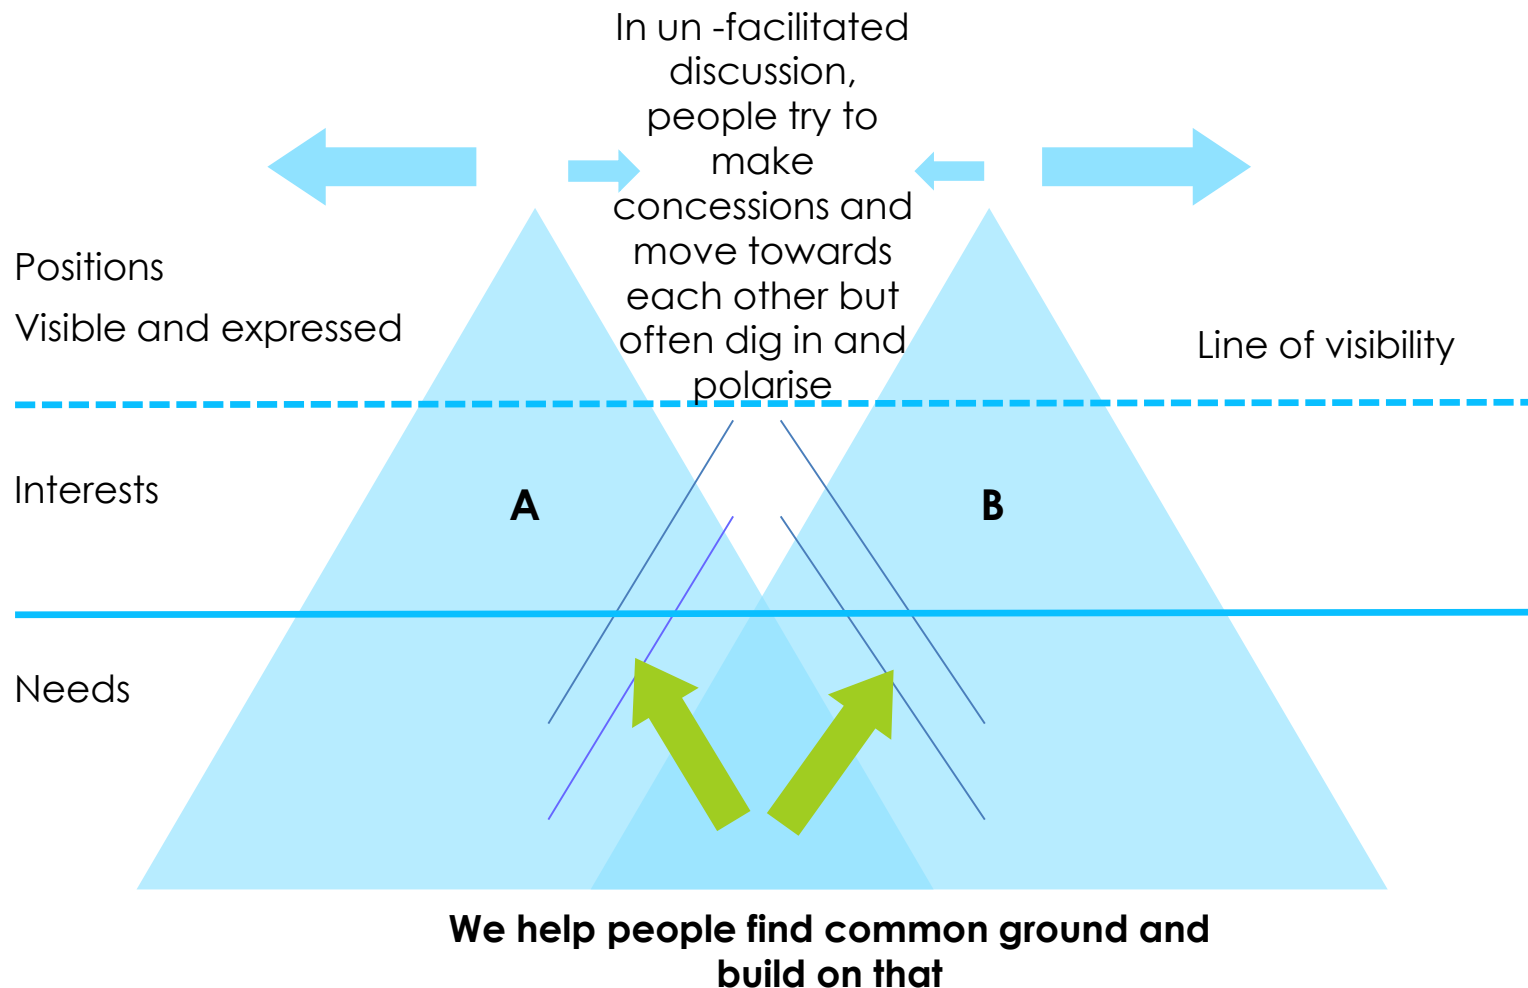 In un -facilitated
discussion,
people try to
make
concessions and
move towards
each other but
often dig in and
polarise
Positions
Visible and expressed
Line of visibility
Interests
A
B
Needs
We help people find common ground and
build on that